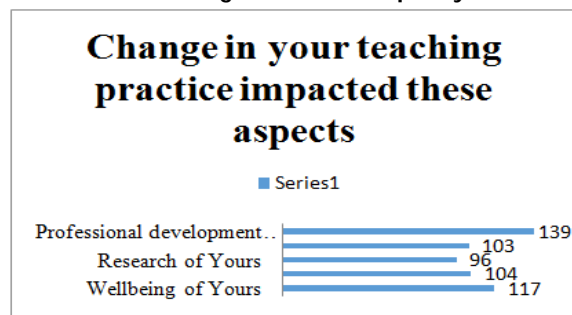 Change in your teaching
practice impacted these
aspects
Series1
Professional development..
139
103
Research of Yours
96
104
Wellbeing of Yours
117